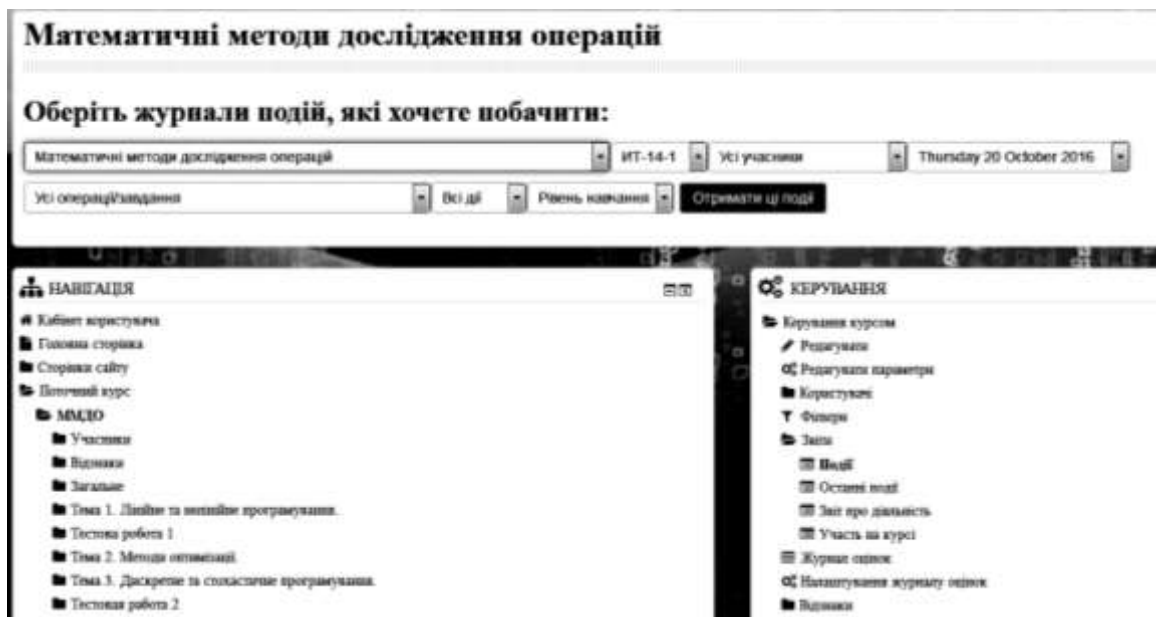 Математичні методи дослідження операцій
Оберіть журнали подій, які хочете побачити:
Математичні методи дослідження операцій ИТ-14-1 Усі учасники Thursday 20 October 2016
Усі операції/завдання Всі дії Рівень навчання Отримати ці події
НАВІГАЦІЯ
Кабінет користувача
Головна сторінка
Сторінки сайту
Поточний курс
ММДО
Учасники
Відзнаки
Загальне
Тема 1. Лінійне та нелінійне програмування.
Тестова робота 1
Тема 2. Методи оптимізації.
Тема 3. Дискретне та стохастичне програмування.
Тестовая работа 2
КЕРУВАННЯ
Керування курсом
Редагувати
Редагувати параметри
Користувачі
Фільтри
Звіти
Події
Останні події
Звіт про діяльність
Участь на курсі
Журнал оцінок
Налаштування журналу оцінок
Відзнаки